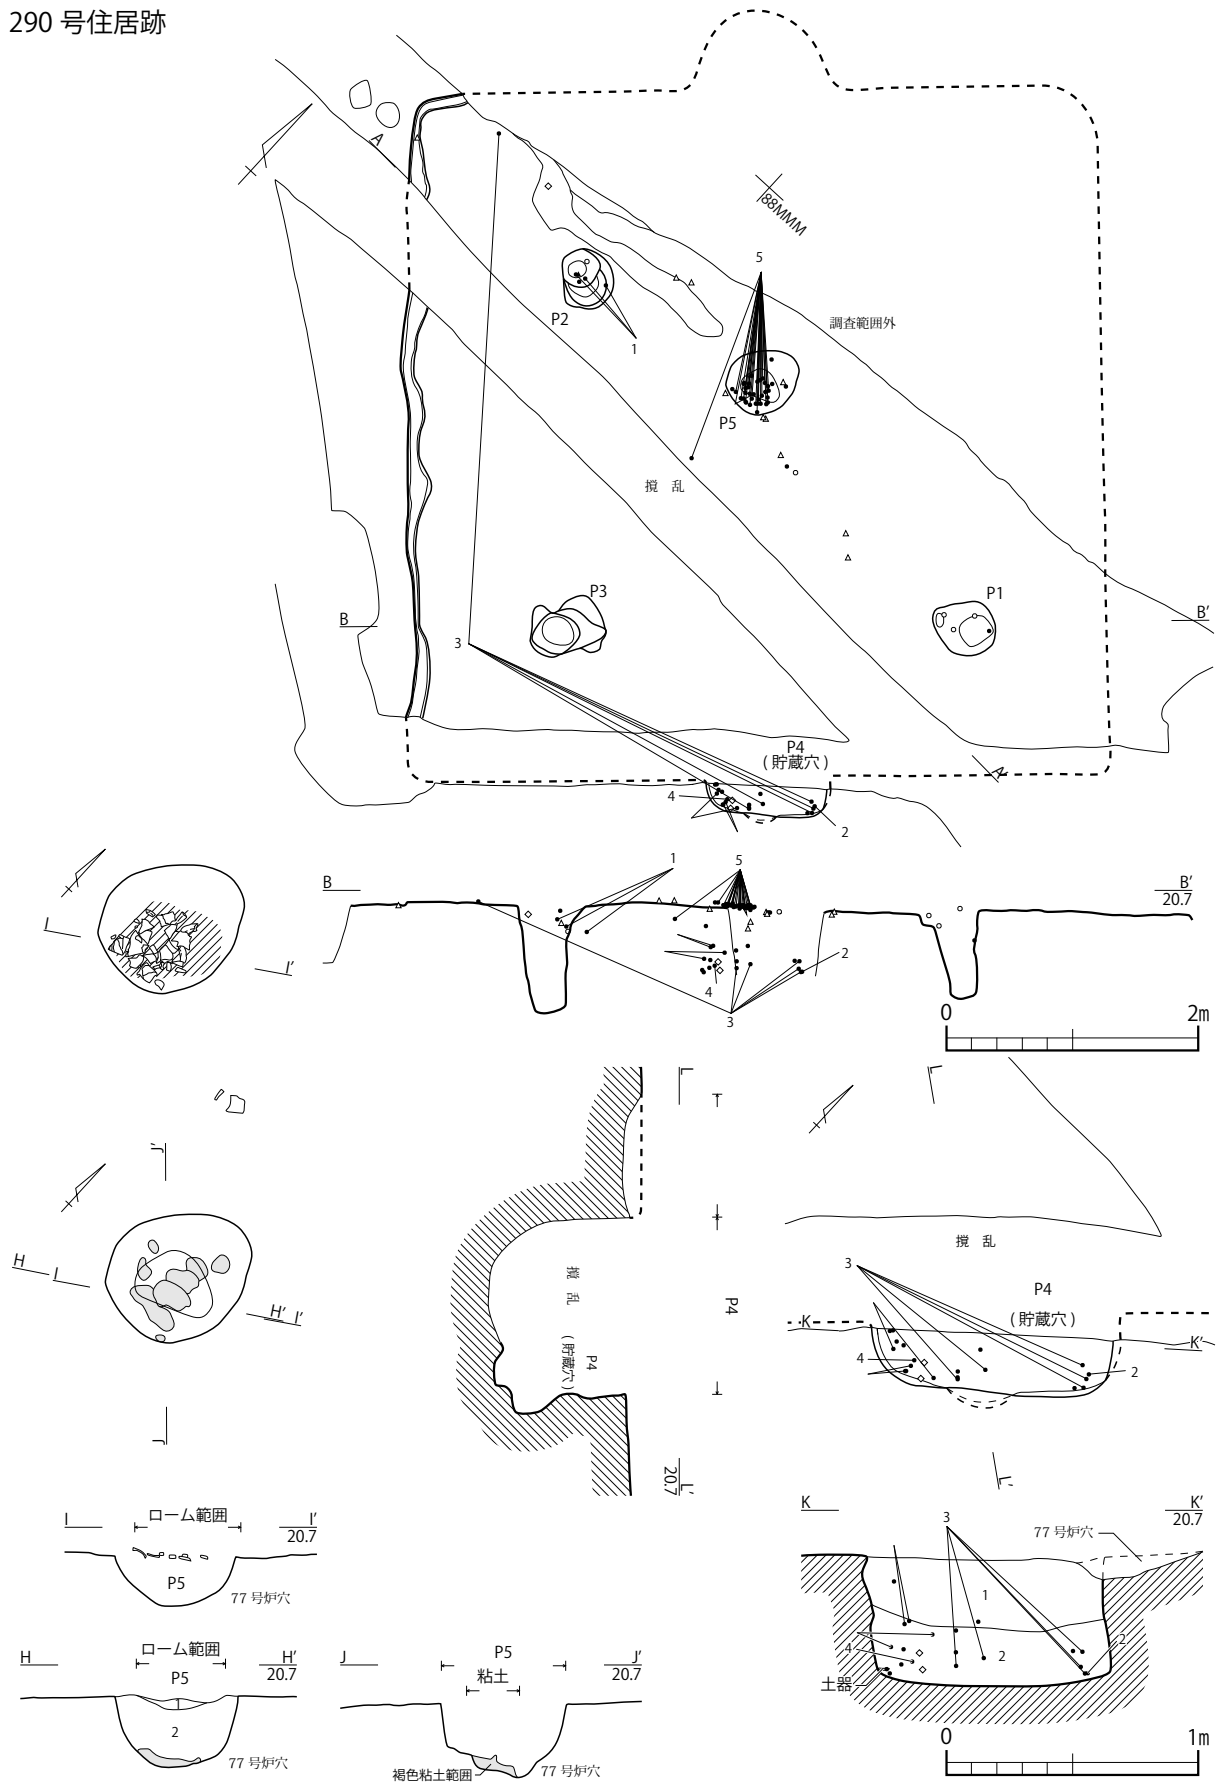 290 号住居跡
A
88MMM
5
調査範囲外
P2
1
P5
撹 乱
P3
P1
B
B′
3
P4
( 貯蔵穴 )
A′
4
2
I
I′
B
1
5
B′
20.7
2
4
3
0
2m
J′
H
I
H′
I′
J
L
撹 乱
P4
( 貯蔵穴 )
P4
L′
20.7
L
撹 乱
3
P4
( 貯蔵穴 )
K
K′
4
2
L′
I
ローム範囲
I′
20.7
P5
77 号炉穴
H
ローム範囲
H′
20.7
P5
1
2
77 号炉穴
J
P5
J′
20.7
粘土
褐色粘土範囲
77 号炉穴
K
3
K′
20.7
77 号炉穴
1
4
2
2
土器
0
1m